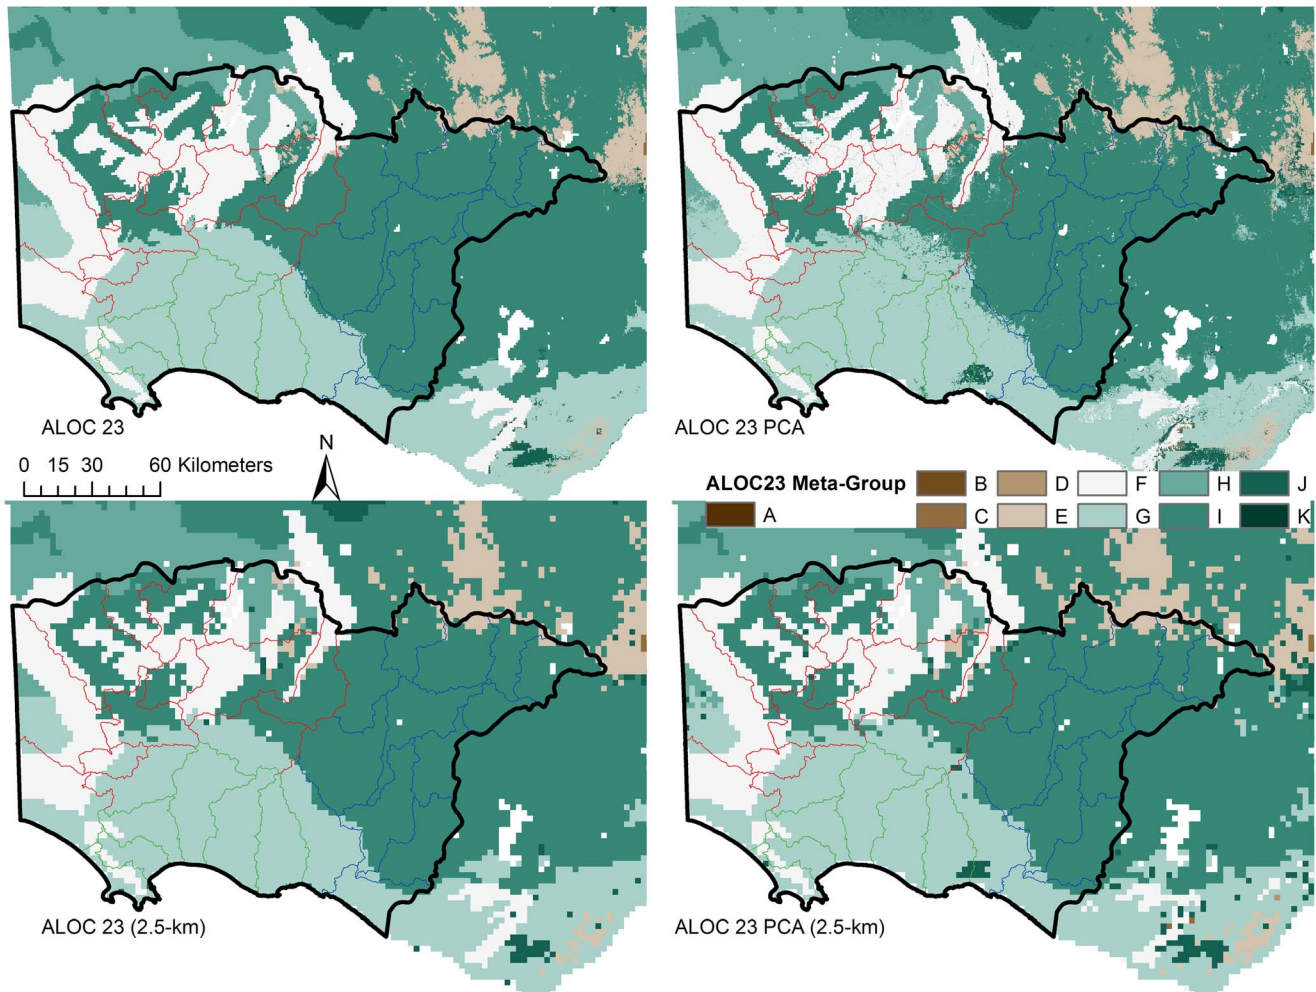 ALOC 23
ALOC 23 PCA
N
0 15 30 60 Kilometers
ALOC23 Meta-Group B D F H J
A C E G I K
ALOC 23 (2.5-km)
ALOC 23 PCA (2.5-km)